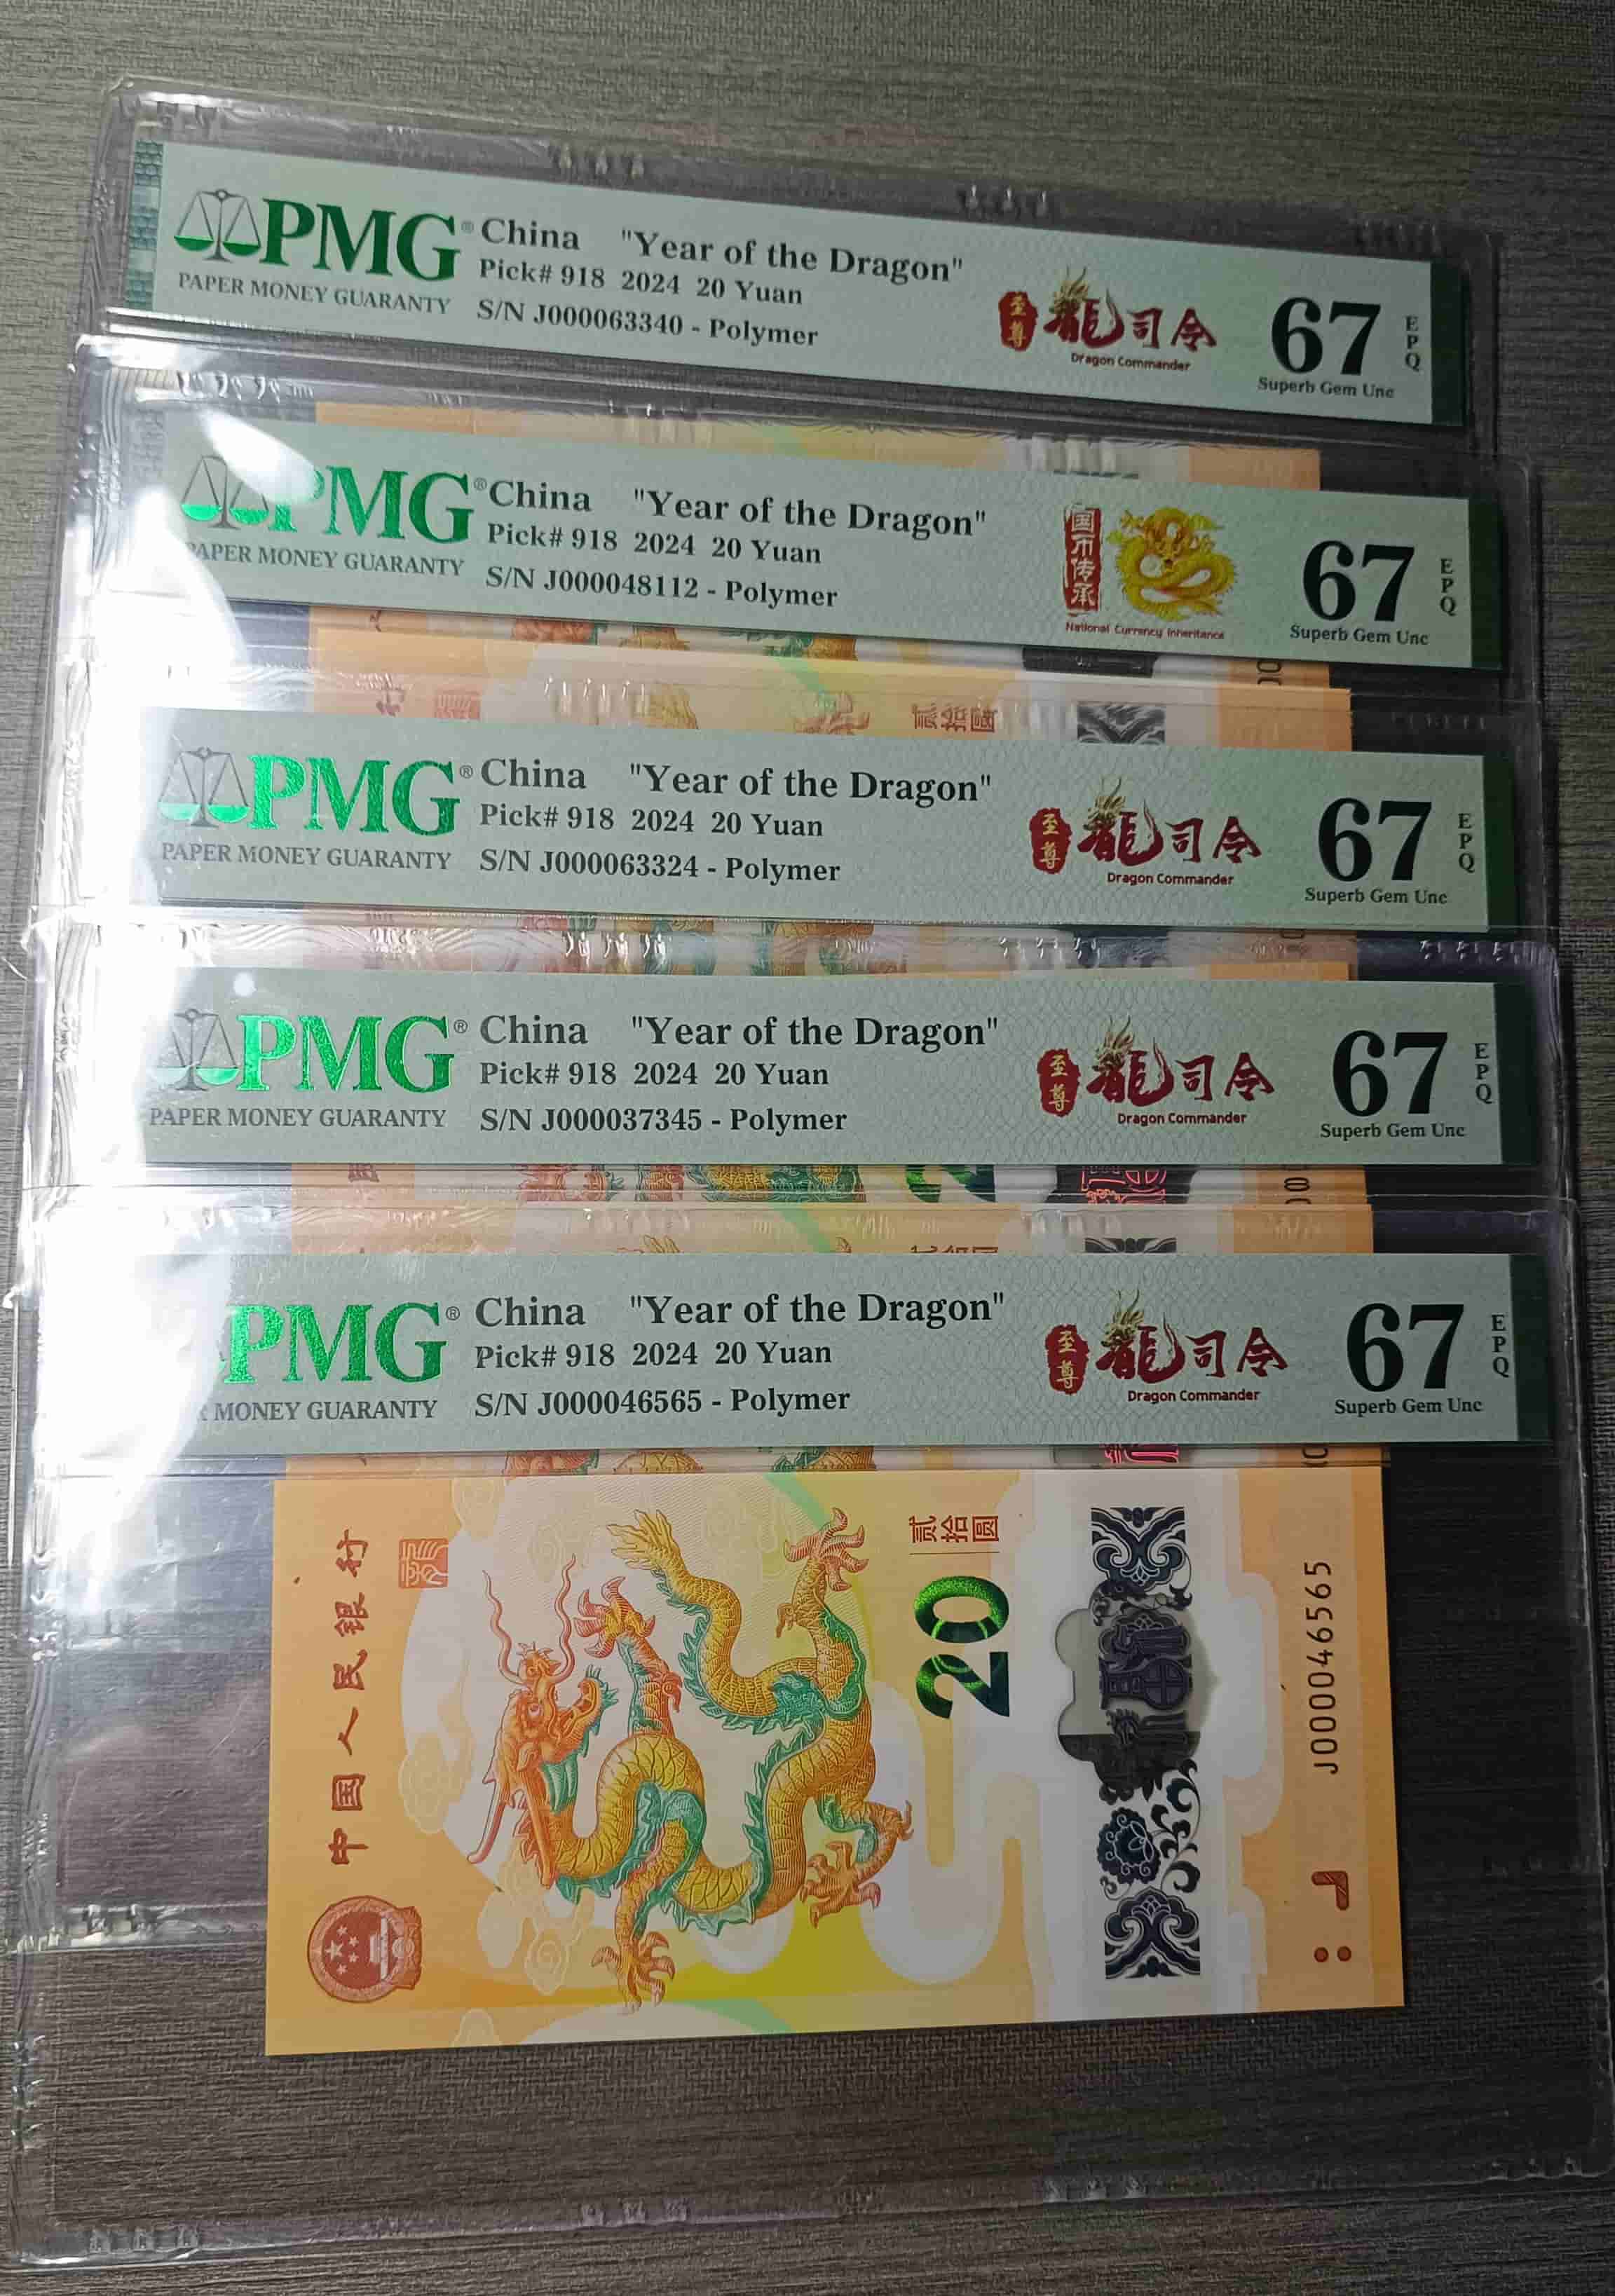 PMG® China "Year of the Dragon"
Pick# 918 2024 20 Yuan
PAPER MONEY GUARANTY S/N J000063340 - Polymer
至尊 龍司令
Dragon Commander
67 EPQ
Superb Gem Unc
PMG® China "Year of the Dragon"
Pick# 918 2024 20 Yuan
PAPER MONEY GUARANTY S/N J000048112 - Polymer
国币传承
National Currency Inheritance
67 EPQ
Superb Gem Unc
貳拾圓
PMG® China "Year of the Dragon"
Pick# 918 2024 20 Yuan
PAPER MONEY GUARANTY S/N J000063324 - Polymer
至尊 龍司令
Dragon Commander
67 EPQ
Superb Gem Unc
PMG® China "Year of the Dragon"
Pick# 918 2024 20 Yuan
PAPER MONEY GUARANTY S/N J000037345 - Polymer
至尊 龍司令
Dragon Commander
67 EPQ
Superb Gem Unc
PMG® China "Year of the Dragon"
Pick# 918 2024 20 Yuan
MONEY GUARANTY S/N J000046565 - Polymer
至尊 龍司令
Dragon Commander
67 EPQ
Superb Gem Unc
中国人民银行
20
贰拾圆
J000046565